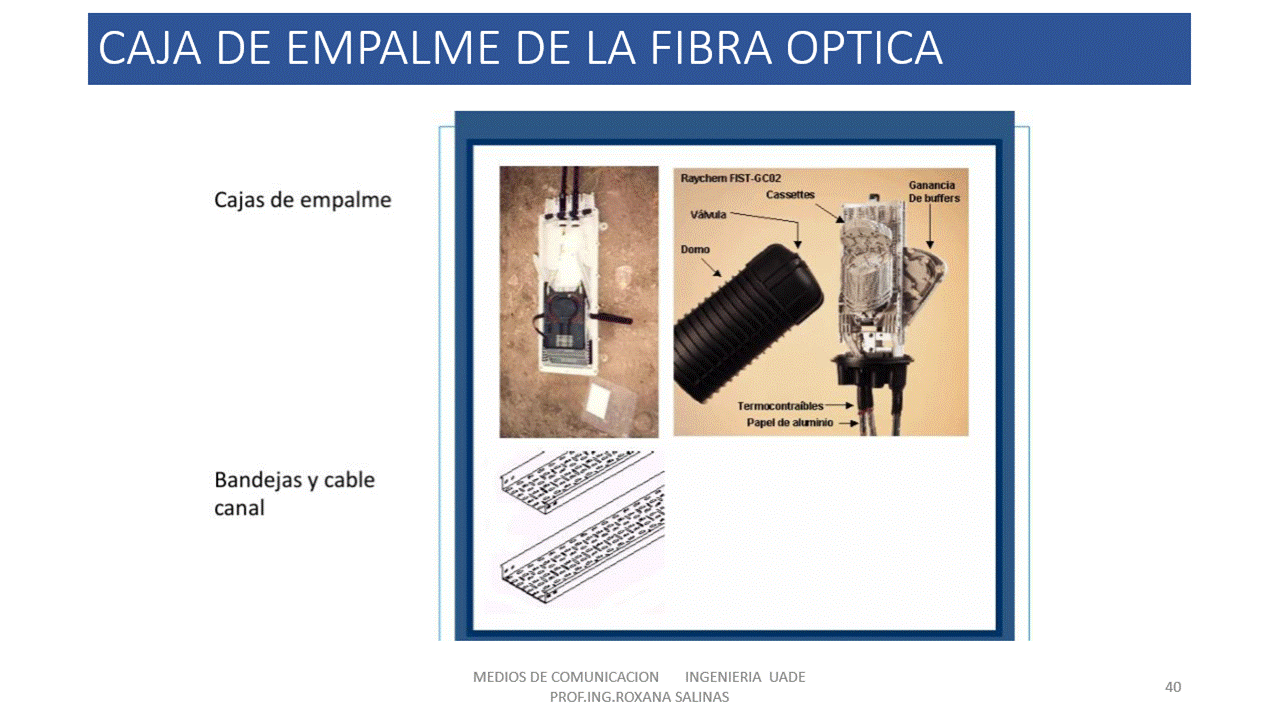 CAJA DE EMPALME DE LA FIBRA OPTICA
Cajas de empalme
Raychem FIST-GC02
Cassettes
Ganancia
De buffers
Válvula
Domo
Termocontraíbles
Papel de aluminio
Bandejas y cable
canal
MEDIOS DE COMUNICACION INGENIERIA UADE
PROF.ING.ROXANA SALINAS
40